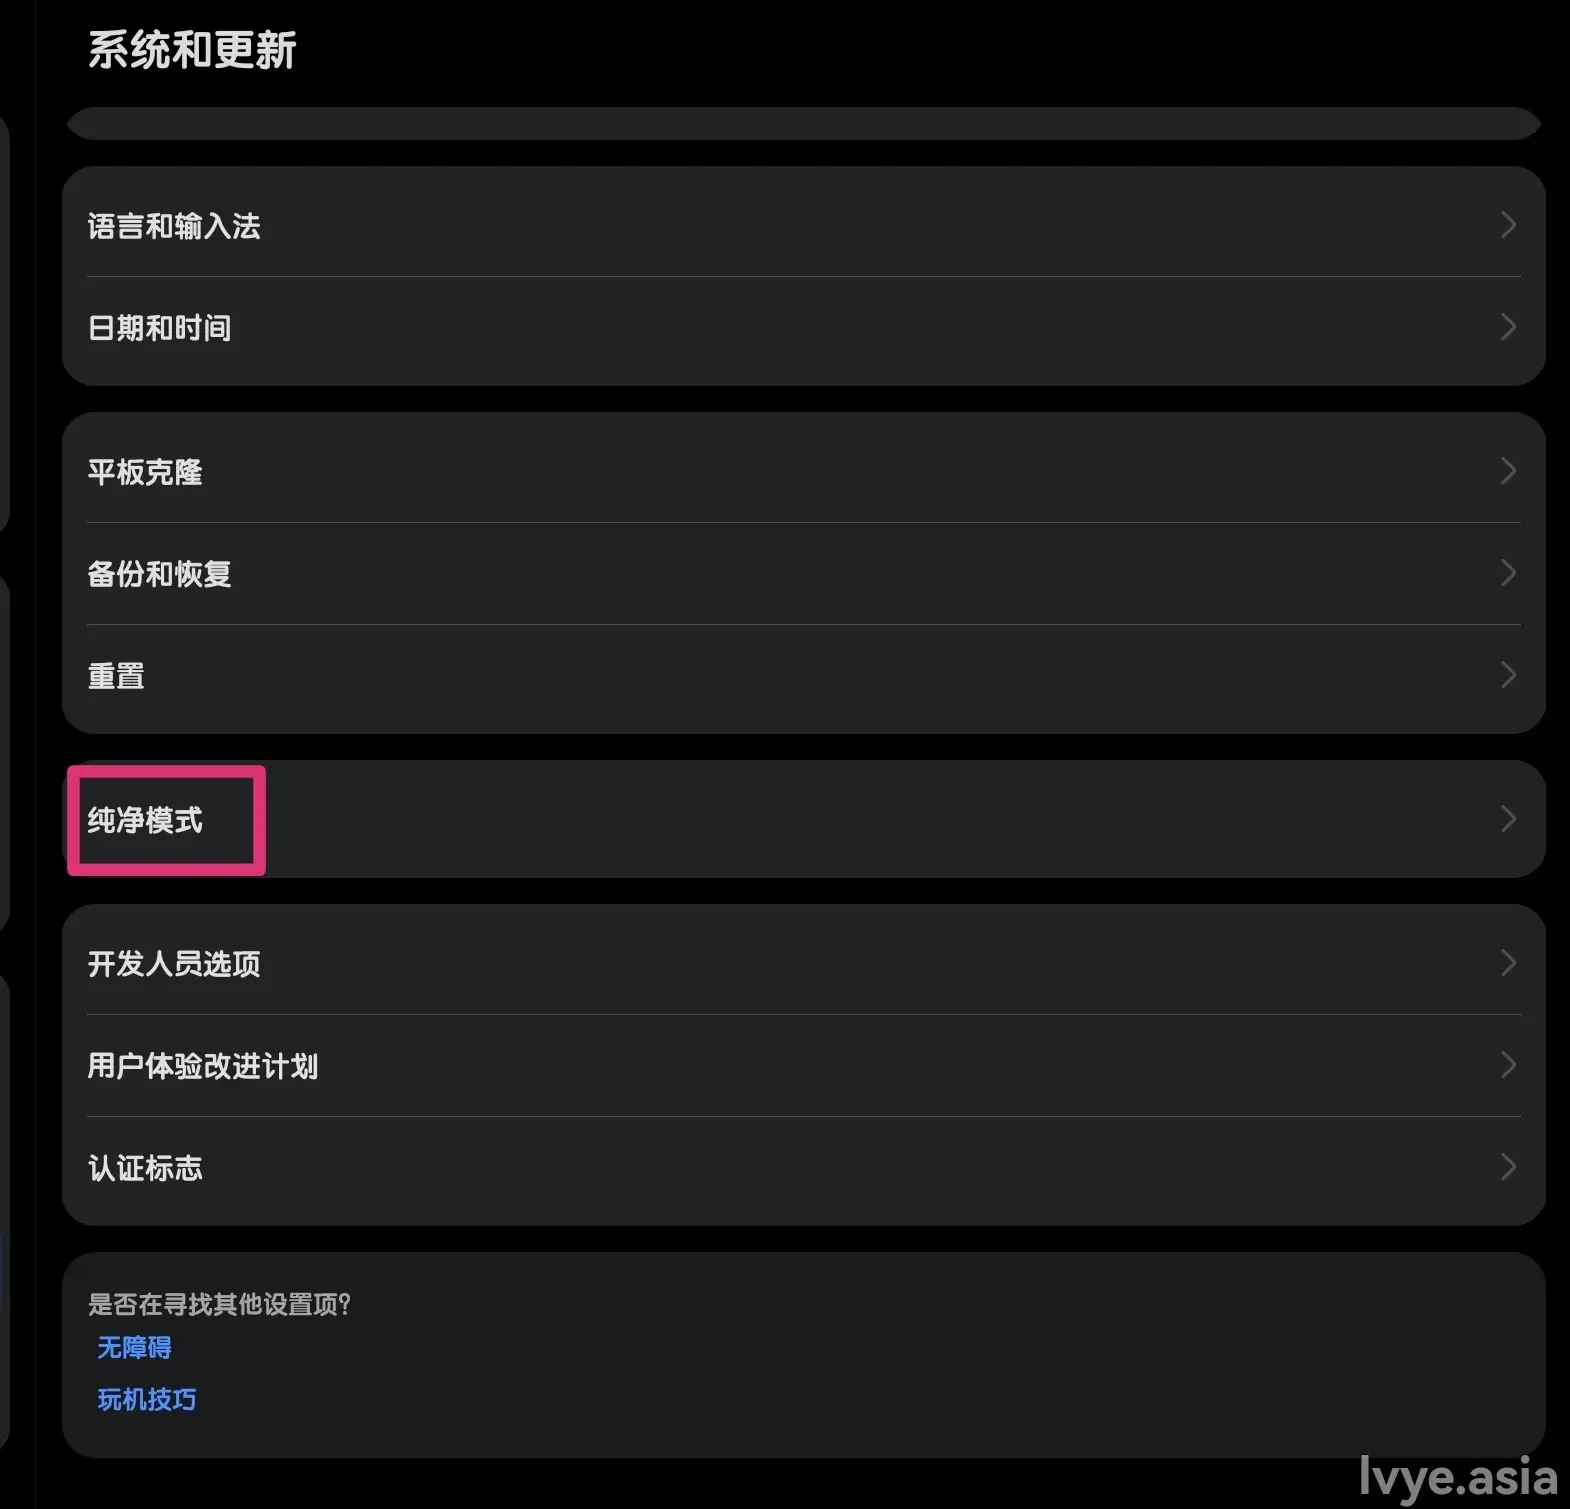 系统和更新
语言和输入法
日期和时间
平板克隆
备份和恢复
重置
纯净模式
开发人员选项
用户体验改进计划
认证标志
是否在寻找其他设置项?
无障碍
玩机技巧
lvye.asia